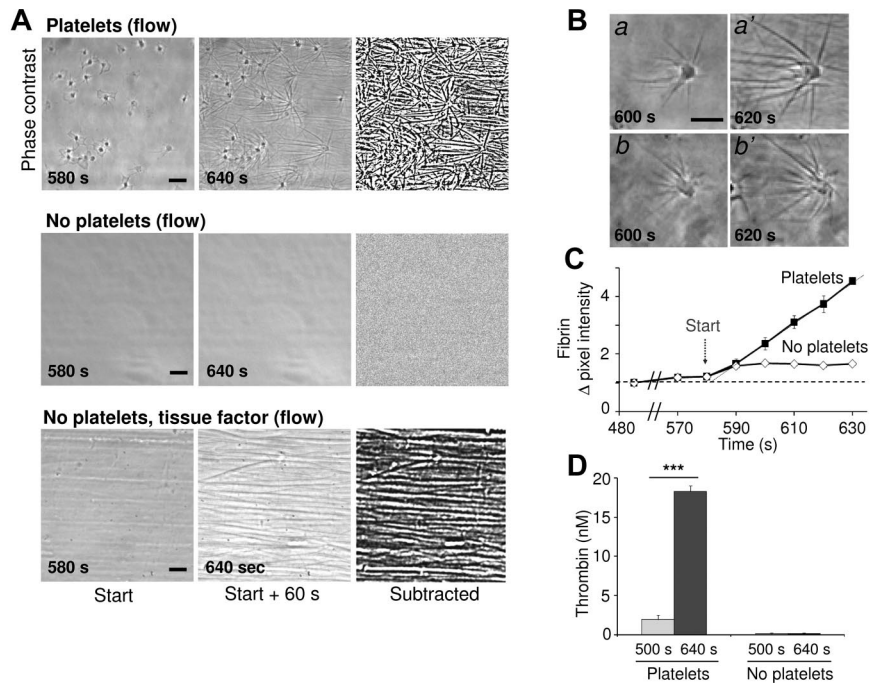 A
Platelets (flow)
Phase contrast
580 s
640 s
No platelets (flow)
580 s
640 s
No platelets, tissue factor (flow)
580 s
640 sec
Start
Start + 60 s
Subtracted
B
a
a'
600 s
620 s
b
b'
600 s
620 s
C
Fibrin
Δ pixel intensity
4
2
0
Platelets
Start
No platelets
480
570
590
610
630
Time (s)
D
Thrombin (nM)
20
15
10
5
0
***
500 s 640 s
500 s 640 s
Platelets
No platelets